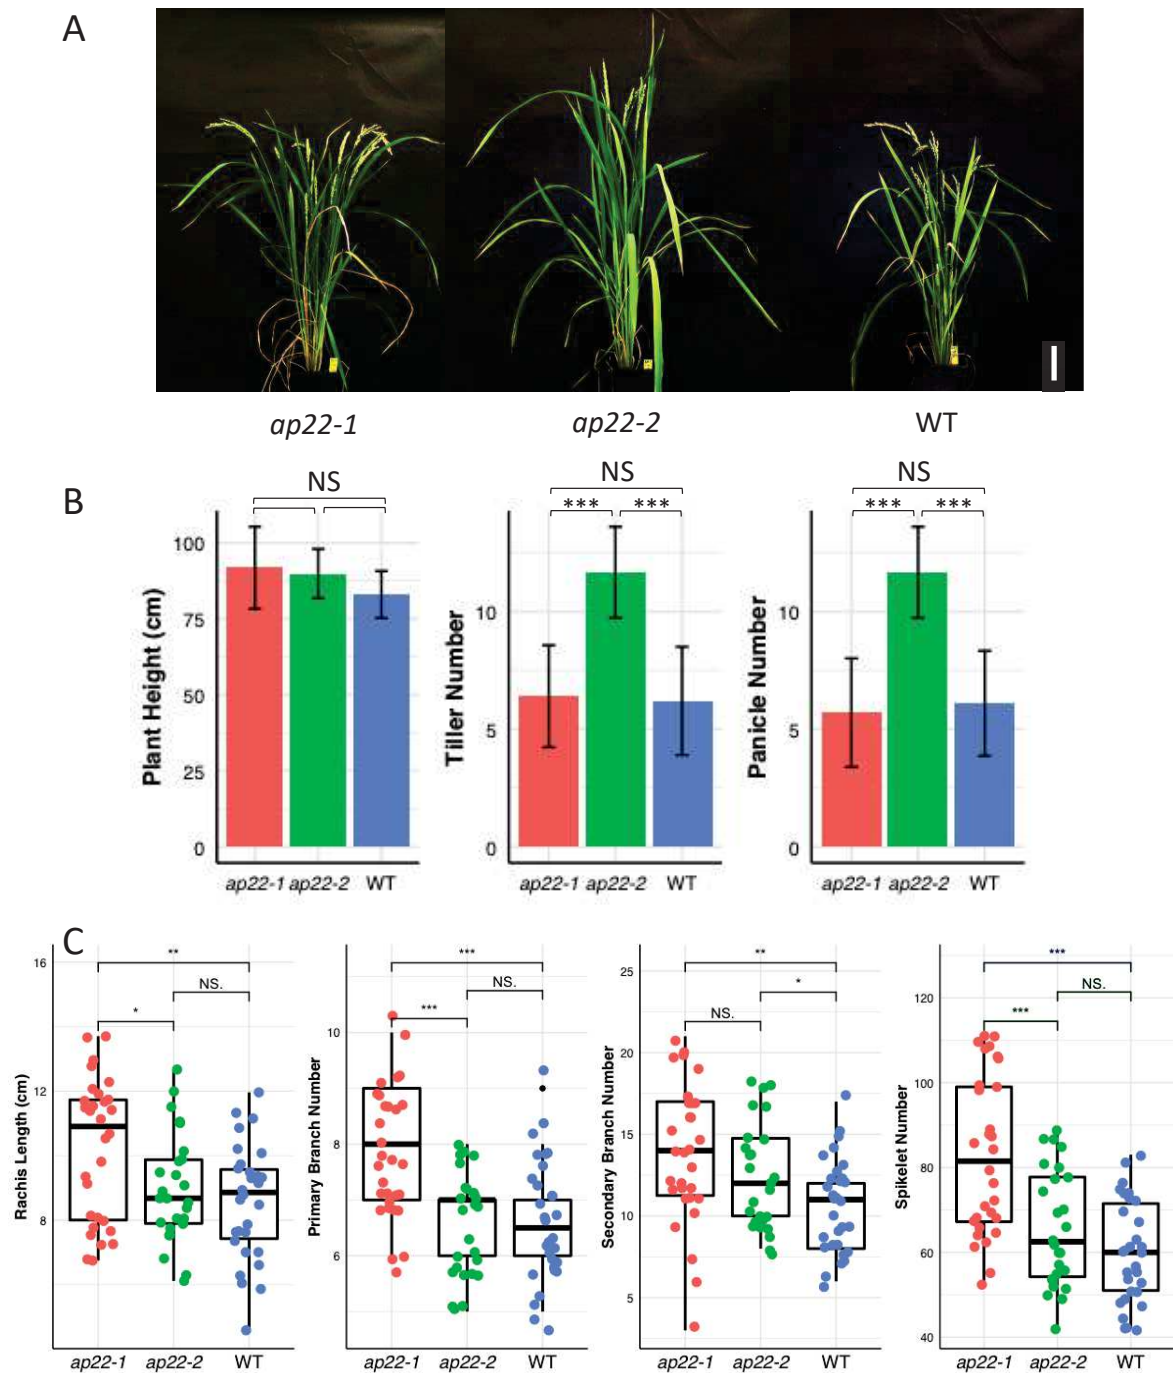 A
ap22-1 ap22-2 WT
B
NS
NS
*** ***
NS
*** ***
Plant Height (cm)
100
75
50
25
0
ap22-1 ap22-2 WT
Tiller Number
10
5
0
ap22-1 ap22-2 WT
Panicle Number
10
5
0
ap22-1 ap22-2 WT
C
Rachis Length (cm)
16
12
8
**
NS.
*
ap22-1 ap22-2 WT
Primary Branch Number
10
8
6
***
NS.
***
ap22-1 ap22-2 WT
Secondary Branch Number
25
20
15
10
5
**
*
NS.
ap22-1 ap22-2 WT
Spikelet Number
120
100
80
60
40
***
NS.
***
ap22-1 ap22-2 WT